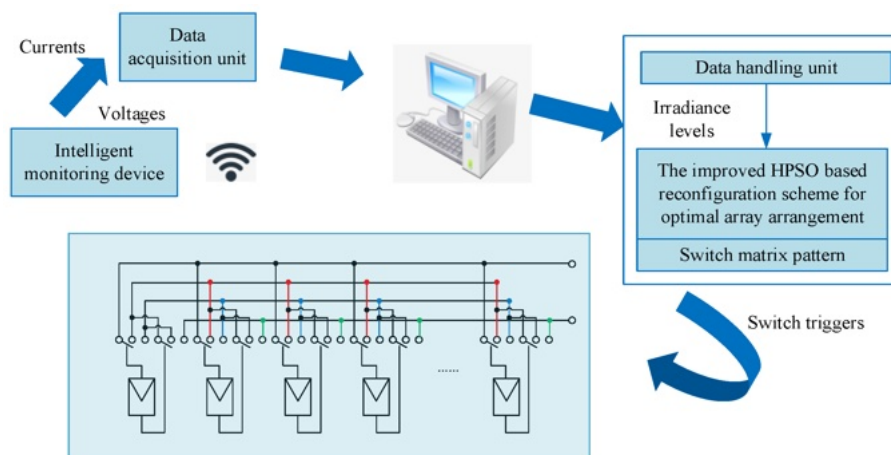 Currents
Data
acquisition unit
Voltages
Intelligent
monitoring device
Data handling unit
Irradiance
levels
The improved HPSO based
reconfiguration scheme for
optimal array arrangement
Switch matrix pattern
Switch triggers
......